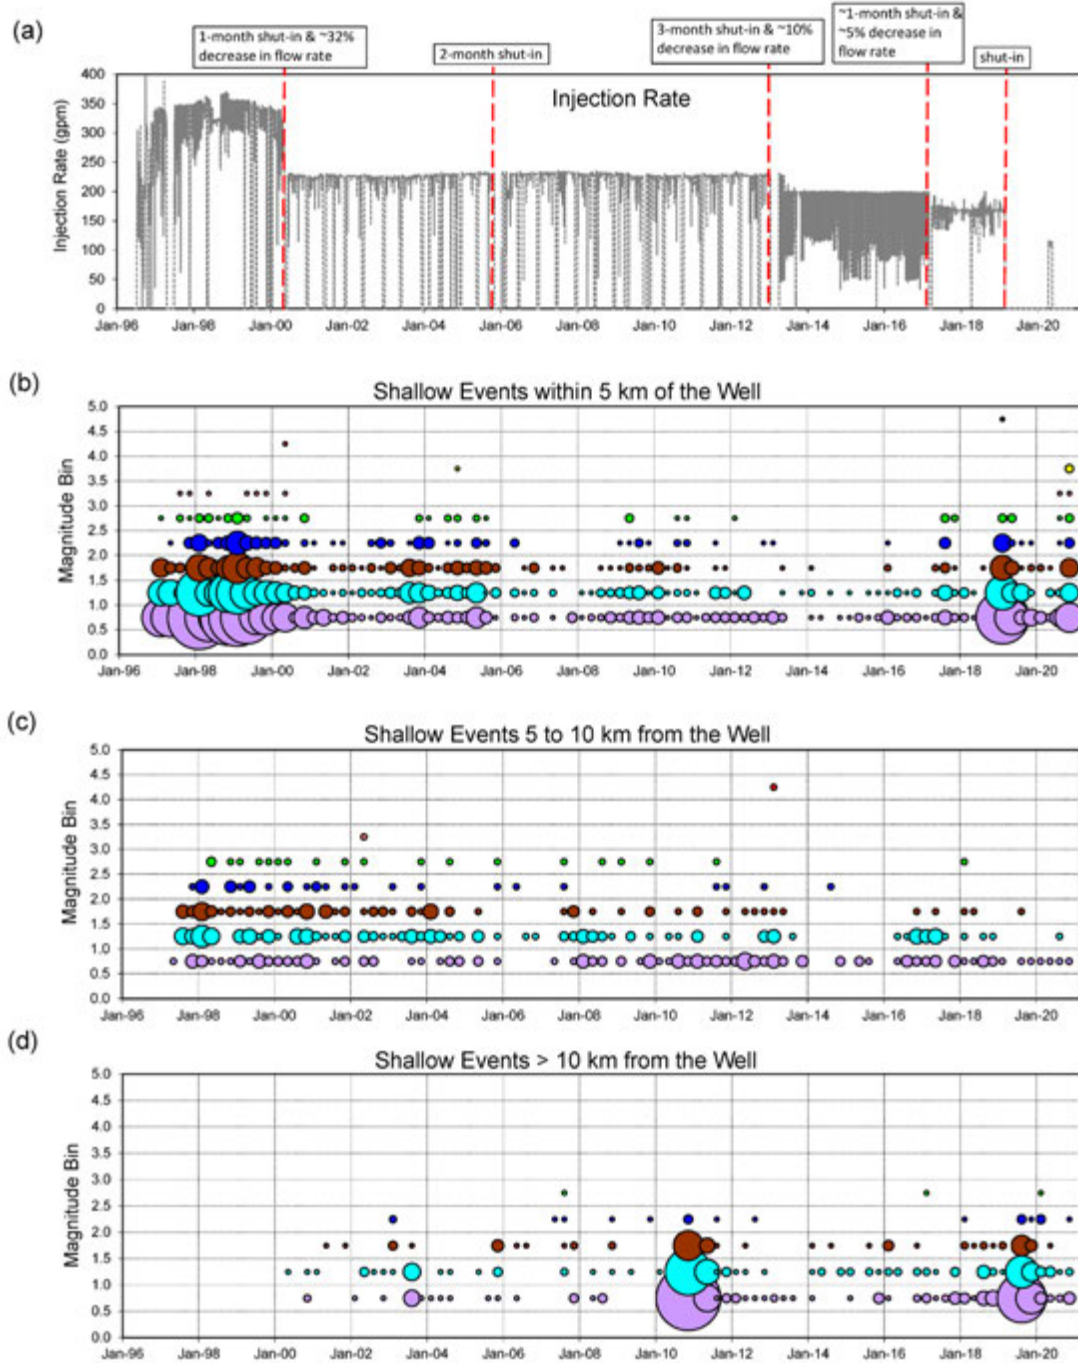 (a)
1-month shut-in & ~32%
decrease in flow rate
2-month shut-in
3-month shut-in & ~10%
decrease in flow rate
~1-month shut-in &
~5% decrease in
flow rate
shut-in
Injection Rate
Injection Rate (gpm)
400
350
300
250
200
150
100
50
0
Jan-96 Jan-98 Jan-00 Jan-02 Jan-04 Jan-06 Jan-08 Jan-10 Jan-12 Jan-14 Jan-16 Jan-18 Jan-20
(b)
Shallow Events within 5 km of the Well
Magnitude Bin
5.0
4.5
4.0
3.5
3.0
2.5
2.0
1.5
1.0
0.5
0.0
Jan-96 Jan-98 Jan-00 Jan-02 Jan-04 Jan-06 Jan-08 Jan-10 Jan-12 Jan-14 Jan-16 Jan-18 Jan-20
(c)
Shallow Events 5 to 10 km from the Well
Magnitude Bin
5.0
4.5
4.0
3.5
3.0
2.5
2.0
1.5
1.0
0.5
0.0
Jan-96 Jan-98 Jan-00 Jan-02 Jan-04 Jan-06 Jan-08 Jan-10 Jan-12 Jan-14 Jan-16 Jan-18 Jan-20
(d)
Shallow Events > 10 km from the Well
Magnitude Bin
5.0
4.5
4.0
3.5
3.0
2.5
2.0
1.5
1.0
0.5
0.0
Jan-96 Jan-98 Jan-00 Jan-02 Jan-04 Jan-06 Jan-08 Jan-10 Jan-12 Jan-14 Jan-16 Jan-18 Jan-20